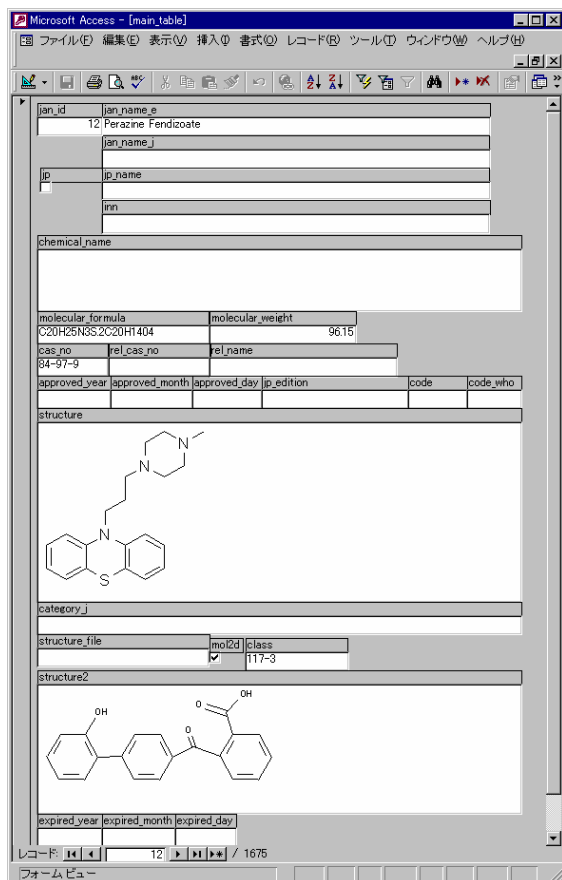 Microsoft Access - [main_table]
ファイル(F) 編集(E) 表示(V) 挿入(I) 書式(O) レコード(R) ツール(T) ウィンドウ(W) ヘルプ(H)
jan_id jan_name_e
12 Perazine Fendizoate
jan_name_j
jp jp_name
inn
chemical_name
molecular_formula molecular_weight
C20H25N3S.2C20H14O4 96.15
cas_no rel_cas_no rel_name
84-97-9
approved_year approved_month approved_day jp_edition code code_who
structure
N
N
N
S
category_j
structure_file mol2d class
117-3
structure2
OH
O
OH
O
expired_year expired_month expired_day
レコード: 12 / 1675
フォーム ビュー